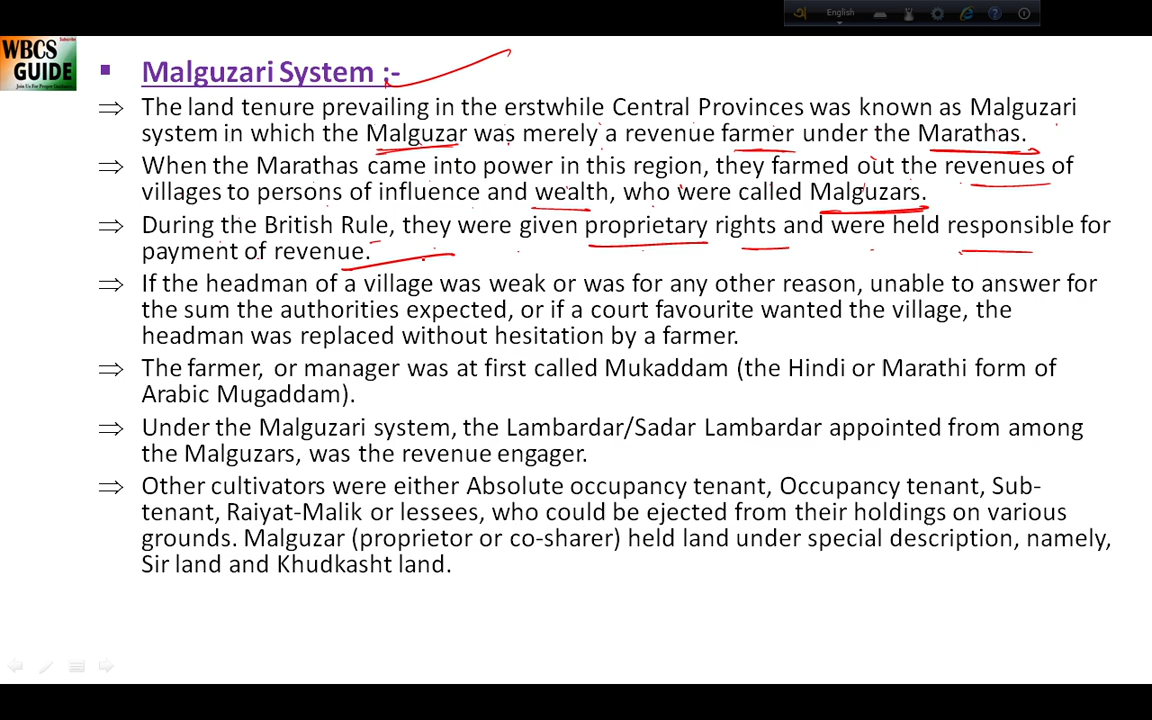 English
WBCS
GUIDE
Subscribe
Join Us For Proper Guidance
▪ Malguzari System :-
⇒ The land tenure prevailing in the erstwhile Central Provinces was known as Malguzari
system in which the Malguzar was merely a revenue farmer under the Marathas.
⇒ When the Marathas came into power in this region, they farmed out the revenues of
villages to persons of influence and wealth, who were called Malguzars.
⇒ During the British Rule, they were given proprietary rights and were held responsible for
payment of revenue.
⇒ If the headman of a village was weak or was for any other reason, unable to answer for
the sum the authorities expected, or if a court favourite wanted the village, the
headman was replaced without hesitation by a farmer.
⇒ The farmer, or manager was at first called Mukaddam (the Hindi or Marathi form of
Arabic Mugaddam).
⇒ Under the Malguzari system, the Lambardar/Sadar Lambardar appointed from among
the Malguzars, was the revenue engager.
⇒ Other cultivators were either Absolute occupancy tenant, Occupancy tenant, Sub-
tenant, Raiyat-Malik or lessees, who could be ejected from their holdings on various
grounds. Malguzar (proprietor or co-sharer) held land under special description, namely,
Sir land and Khudkasht land.